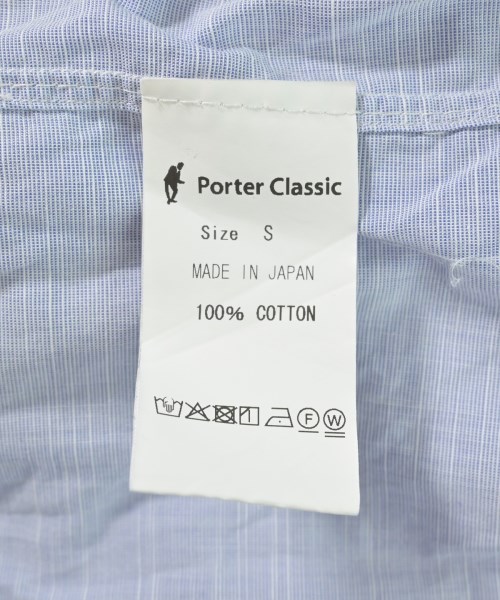 Porter Classic
Size S
MADE IN JAPAN
100% COTTON
F W